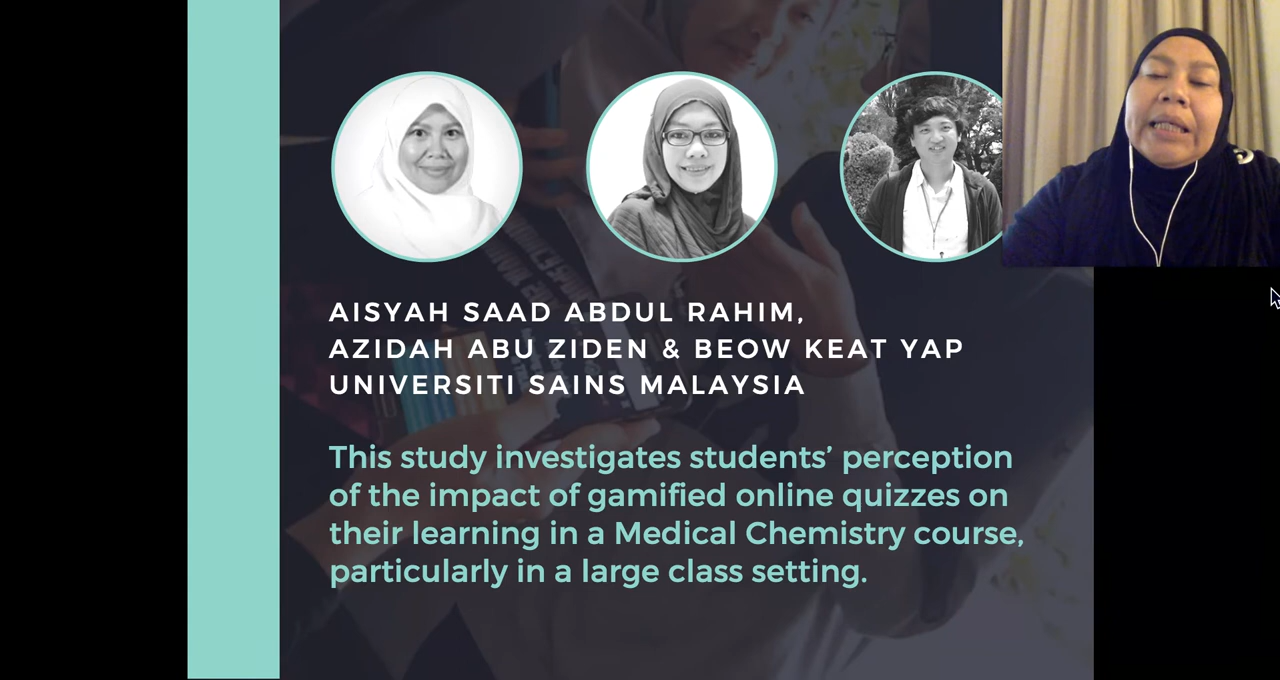 AISYAH SAAD ABDUL RAHIM,
AZIDAH ABU ZIDEN & BEOW KEAT YAP
UNIVERSITI SAINS MALAYSIA
This study investigates students’ perception
of the impact of gamified online quizzes on
their learning in a Medical Chemistry course,
particularly in a large class setting.